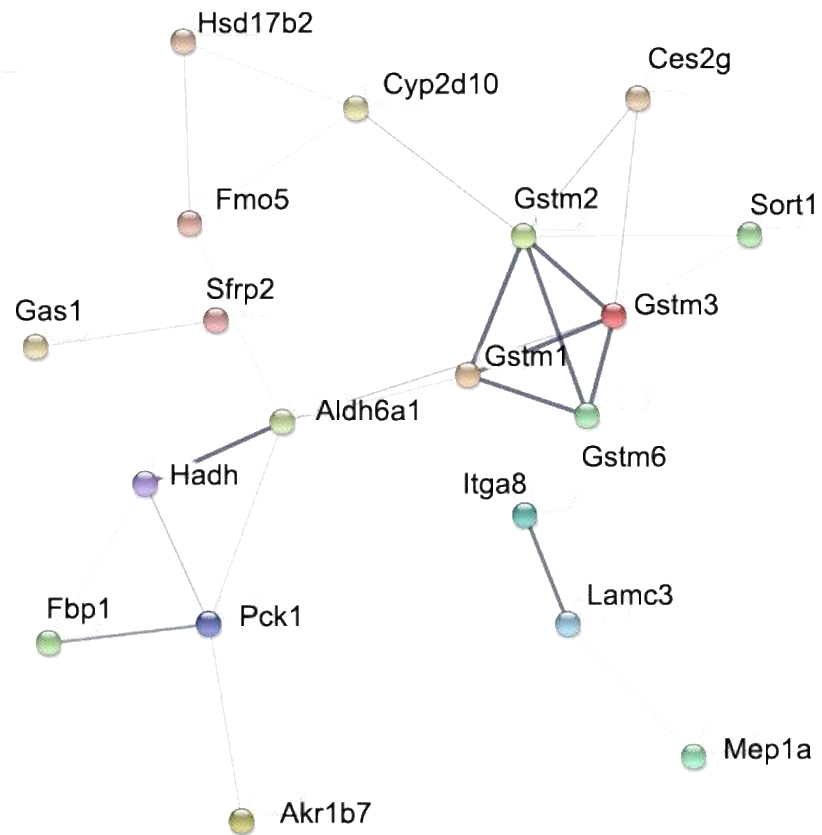 Hsd17b2
Ces2g
Cyp2d10
Fmo5
Gstm2
Sort1
Sfrp2
Gas1
Gstm3
Gstm1
Aldh6a1
Gstm6
Hadh
Itga8
Lamc3
Fbp1
Pck1
Mep1a
Akr1b7